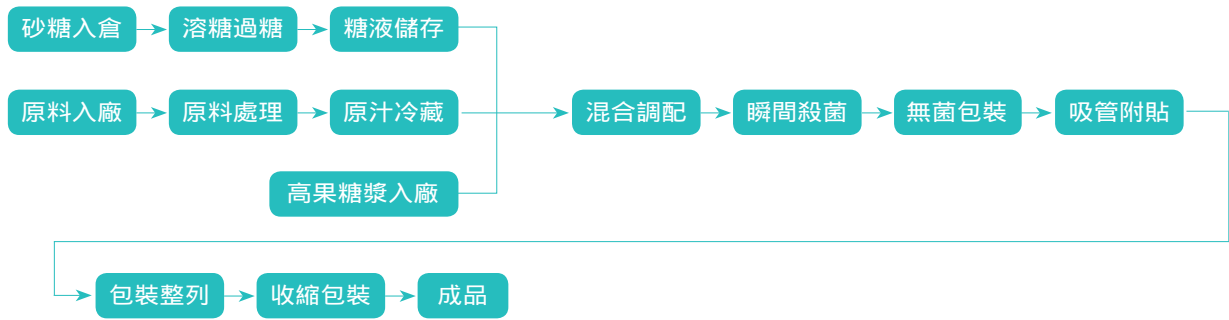 砂糖入倉
溶糖過糖
糖液儲存
原料入廠
原料處理
原汁冷藏
混合調配
瞬間殺菌
無菌包裝
吸管附貼
高果糖漿入廠
包裝整列
收縮包裝
成品